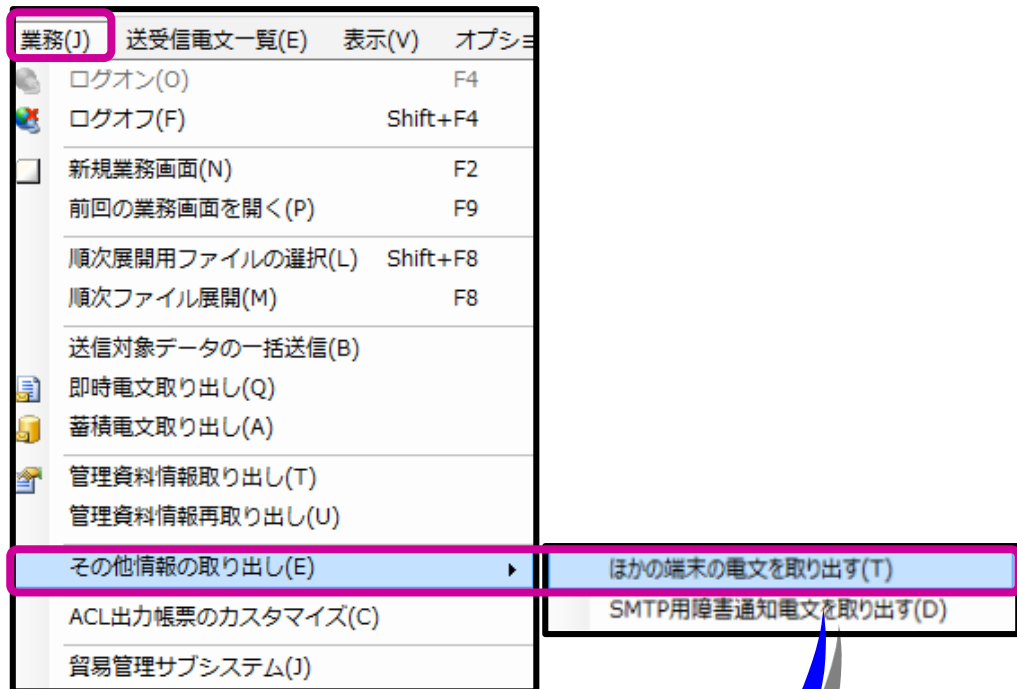 業務(J) 送受信電文一覧(E) 表示(V) オプショ
ログオン(O) F4
ログオフ(F) Shift+F4
新規業務画面(N) F2
前回の業務画面を開く(P) F9
順次展開用ファイルの選択(L) Shift+F8
順次ファイル展開(M) F8
送信対象データの一括送信(B)
即時電文取り出し(Q)
蓄積電文取り出し(A)
管理資料情報取り出し(T)
管理資料情報再取り出し(U)
その他情報の取り出し(E) ほかの端末の電文を取り出す(T)
SMTP用障害通知電文を取り出す(D)
ACL出力帳票のカスタマイズ(C)
貿易管理サブシステム(J)